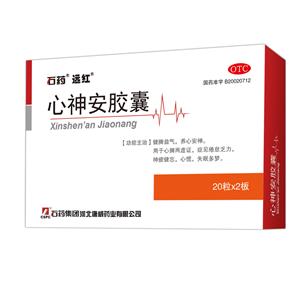 石药® 远红®
OTC
国药准字 B20020712
心神安胶囊
Xinshen'an Jiaonang
【功能主治】健脾益气，养心安神。
用于心脾两虚证，症见倦怠乏力，
神疲健忘，心慌，失眠多梦。
20粒x2板
CSPC
石药集团河北唐威药业有限公司